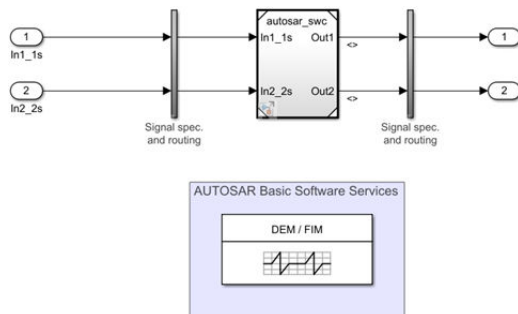 1
In1_1s
2
In2_2s
Signal spec.
and routing
autosar_swc
In1_1s Out1
In2_2s Out2
<>
<>
Signal spec.
and routing
1
2
AUTOSAR Basic Software Services
DEM / FIM